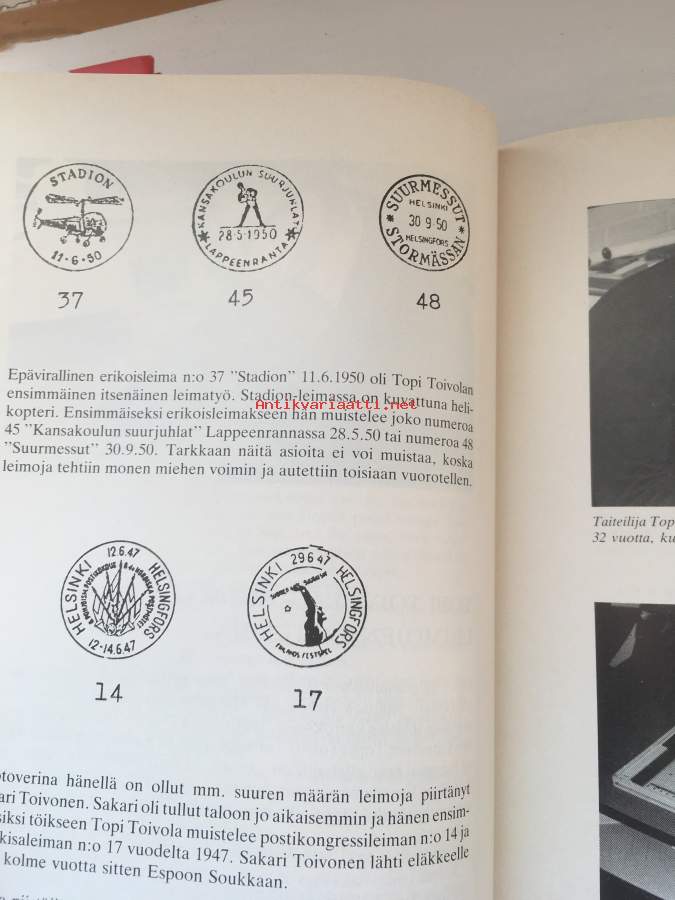 STADION
11.6.50
KANSAKOULUN SUURJUHLAT
28.5.1950
LAPPEENRANTA
SUURMESSUT
HELSINKI
30 9 50
HELSINGFORS
STORMÄSSAN
37
45
48
Epävirallinen erikoisleima n:o 37 "Stadion" 11.6.1950 oli Topi Toivolan
ensimmäinen itsenäinen leimatyö. Stadion-leimassa on kuvattuna heli-
Antikvariaatti.net
kopteri. Ensimmäiseksi erikoisleimakseen hän muistelee joko numeroa
45 "Kansakoulun suurjuhlat" Lappeenrannassa 28.5.50 tai numeroa 48
"Suurmessut" 30.9.50. Tarkkaan näitä asioita ei voi muistaa, koska
leimoja tehtiin monen miehen voimin ja autettiin toisiaan vuorotellen.
Taiteilija Top
32 vuotta, ku
12.6.47
HELSINKI
HELSINGFORS
12-14.6.47
29 6 47
HELSINKI
HELSINGFORS
14
17
toverina hänellä on ollut mm. suuren määrän leimoja piirtänyt
ari Toivonen. Sakari oli tullut taloon jo aikaisemmin ja hänen ensim-
siksi töikseen Topi Toivola muistelee postikongressileiman n:o 14 ja
kisaleiman n:o 17 vuodelta 1947. Sakari Toivonen lähti eläkkeelle
kolme vuotta sitten Espoon Soukkaan.